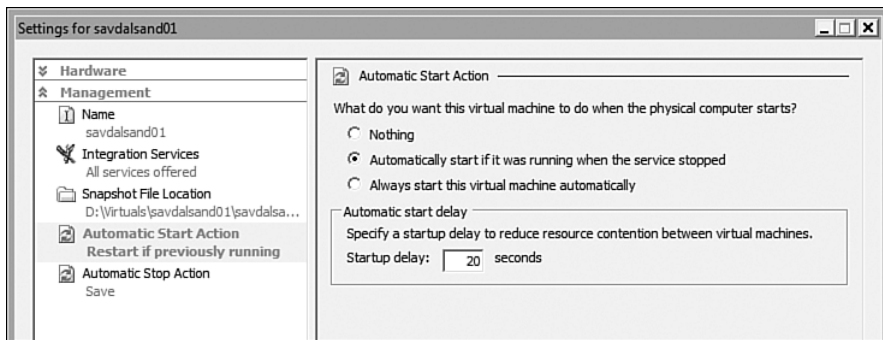 Settings for savdalsand01
Hardware
Management
Name
savdalsand01
Integration Services
All services offered
Snapshot File Location
D:\Virtuals\savdalsand01\savdalsa...
Automatic Start Action
Restart if previously running
Automatic Stop Action
Save
Automatic Start Action
What do you want this virtual machine to do when the physical computer starts?
Nothing
Automatically start if it was running when the service stopped
Always start this virtual machine automatically
Automatic start delay
Specify a startup delay to reduce resource contention between virtual machines.
Startup delay: 20 seconds